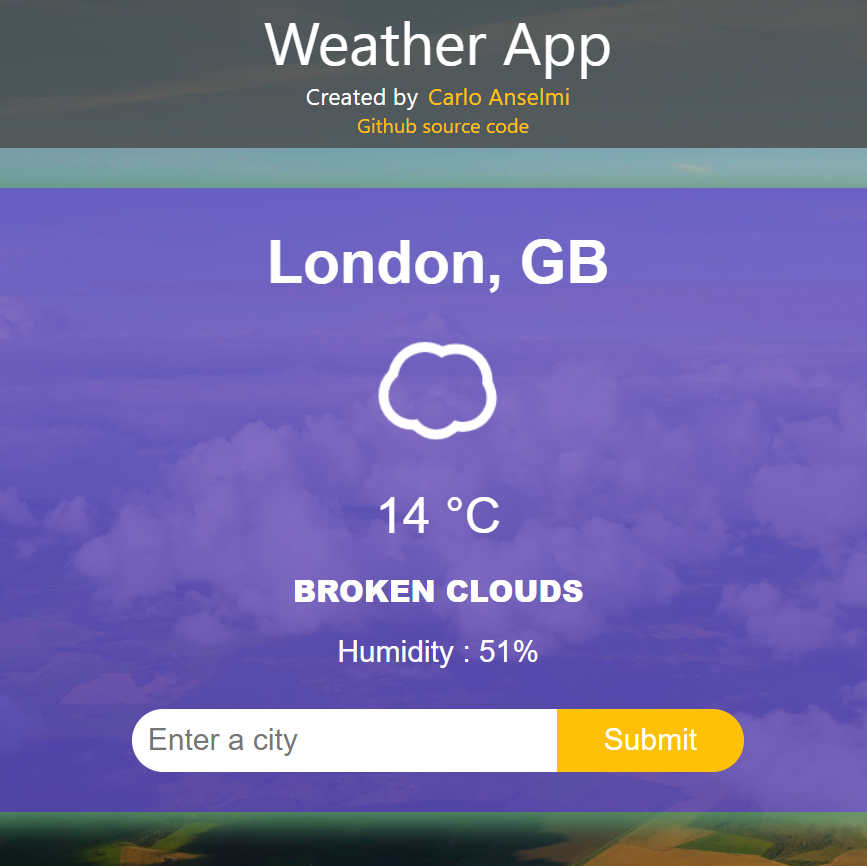 Weather App
Created by Carlo Anselmi
Github source code
London, GB
14 °C
BROKEN CLOUDS
Humidity : 51%
Enter a city Submit